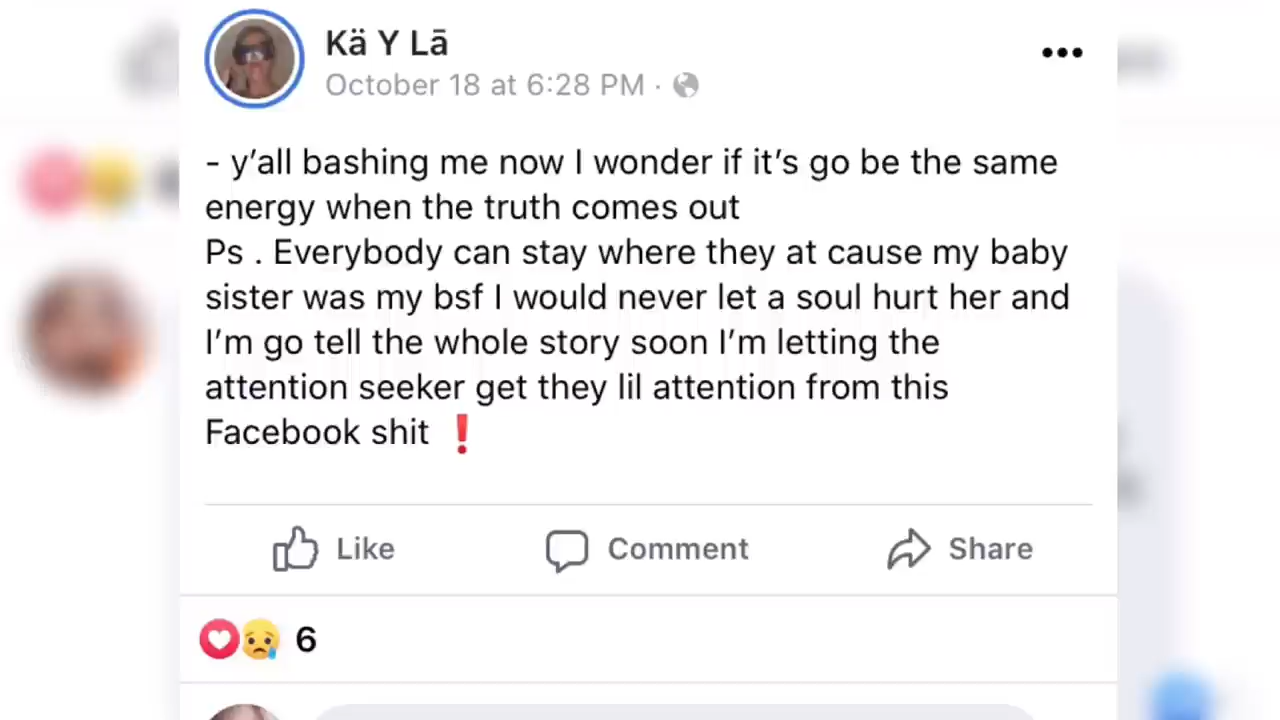 Kä Y Lā
October 18 at 6:28 PM ·
- y’all bashing me now I wonder if it’s go be the same
energy when the truth comes out
Ps . Everybody can stay where they at cause my baby
sister was my bsf I would never let a soul hurt her and
I’m go tell the whole story soon I’m letting the
attention seeker get they lil attention from this
Facebook shit ❗
Like Comment Share
6